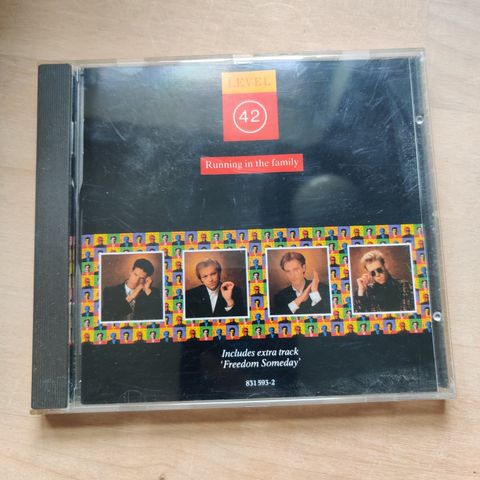 LEVEL
42
Running in the family
Includes extra track
'Freedom Someday'
831 593-2